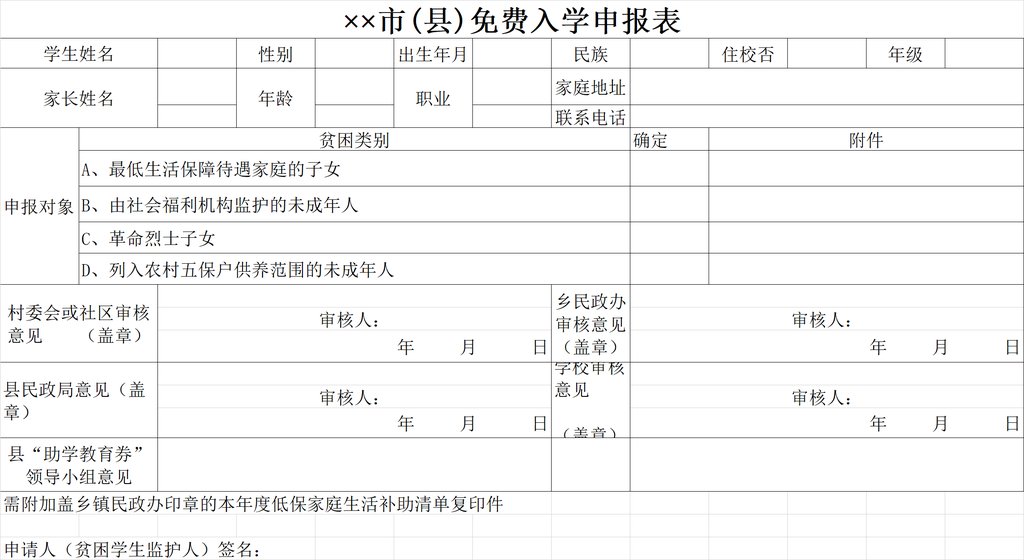 ××市(县)免费入学申报表
学生姓名 性别 出生年月 民族 住校否 年级
家长姓名 年龄 职业 家庭地址
联系电话
贫困类别 确定 附件
申报对象
A、最低生活保障待遇家庭的子女
B、由社会福利机构监护的未成年人
C、革命烈士子女
D、列入农村五保户供养范围的未成年人
村委会或社区审核
意见 （盖章）
审核人：
年 月 日
乡民政办
审核意见
（盖章）
审核人：
年 月 日
县民政局意见（盖
章）
审核人：
年 月 日
学校审核
意见
（盖章）
审核人：
年 月 日
县“助学教育券”
领导小组意见
需附加盖乡镇民政办印章的本年度低保家庭生活补助清单复印件
申请人（贫困学生监护人）签名：